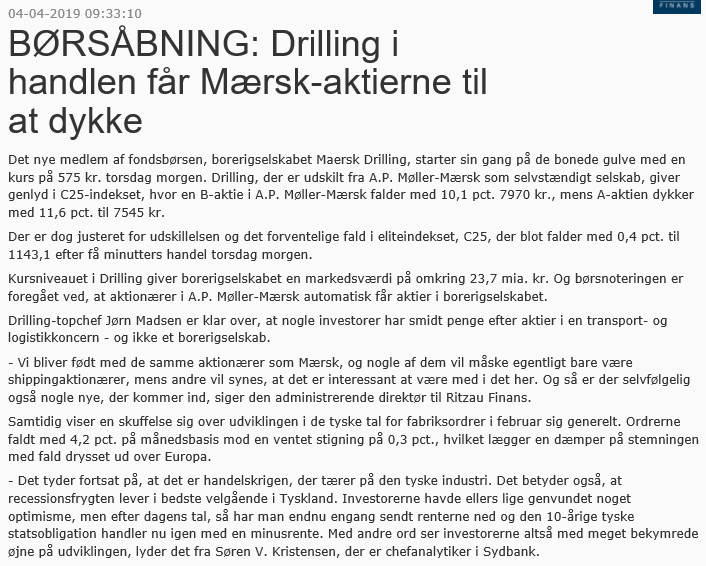 FINANS
04-04-2019 09:33:10
BØRSÅBNING: Drilling i
handlen får Mærsk-aktierne til
at dykke
Det nye medlem af fondsbørsen, borerigselskabet Maersk Drilling, starter sin gang på de bonede gulve med en
kurs på 575 kr. torsdag morgen. Drilling, der er udskilt fra A.P. Møller-Mærsk som selvstændigt selskab, giver
genlyd i C25-indekset, hvor en B-aktie i A.P. Møller-Mærsk falder med 10,1 pct. 7970 kr., mens A-aktien dykker
med 11,6 pct. til 7545 kr.
Der er dog justeret for udskillelsen og det forventelige fald i eliteindekset, C25, der blot falder med 0,4 pct. til
1143,1 efter få minutters handel torsdag morgen.
Kursniveauet i Drilling giver borerigselskabet en markedsværdi på omkring 23,7 mia. kr. Og børsnoteringen er
foregået ved, at aktionærer i A.P. Møller-Mærsk automatisk får aktier i borerigselskabet.
Drilling-topchef Jørn Madsen er klar over, at nogle investorer har smidt penge efter aktier i en transport- og
logistikkoncern - og ikke et borerigselskab.
- Vi bliver født med de samme aktionærer som Mærsk, og nogle af dem vil måske egentligt bare være
shippingaktionærer, mens andre vil synes, at det er interessant at være med i det her. Og så er der selvfølgelig
også nogle nye, der kommer ind, siger den administrerende direktør til Ritzau Finans.
Samtidig viser en skuffelse sig over udviklingen i de tyske tal for fabriksordrer i februar sig generelt. Ordrerne
faldt med 4,2 pct. på månedsbasis mod en ventet stigning på 0,3 pct., hvilket lægger en dæmper på stemningen
med fald drysset ud over Europa.
- Det tyder fortsat på, at det er handelskrigen, der tærer på den tyske industri. Det betyder også, at
recessionsfrygten lever i bedste velgående i Tyskland. Investorerne havde ellers lige genvundet noget
optimisme, men efter dagens tal, så har man endnu engang sendt renterne ned og den 10-årige tyske
statsobligation handler nu igen med en minusrente. Med andre ord ser investorerne altså med meget bekymrede
øjne på udviklingen, lyder det fra Søren V. Kristensen, der er chefanalytiker i Sydbank.